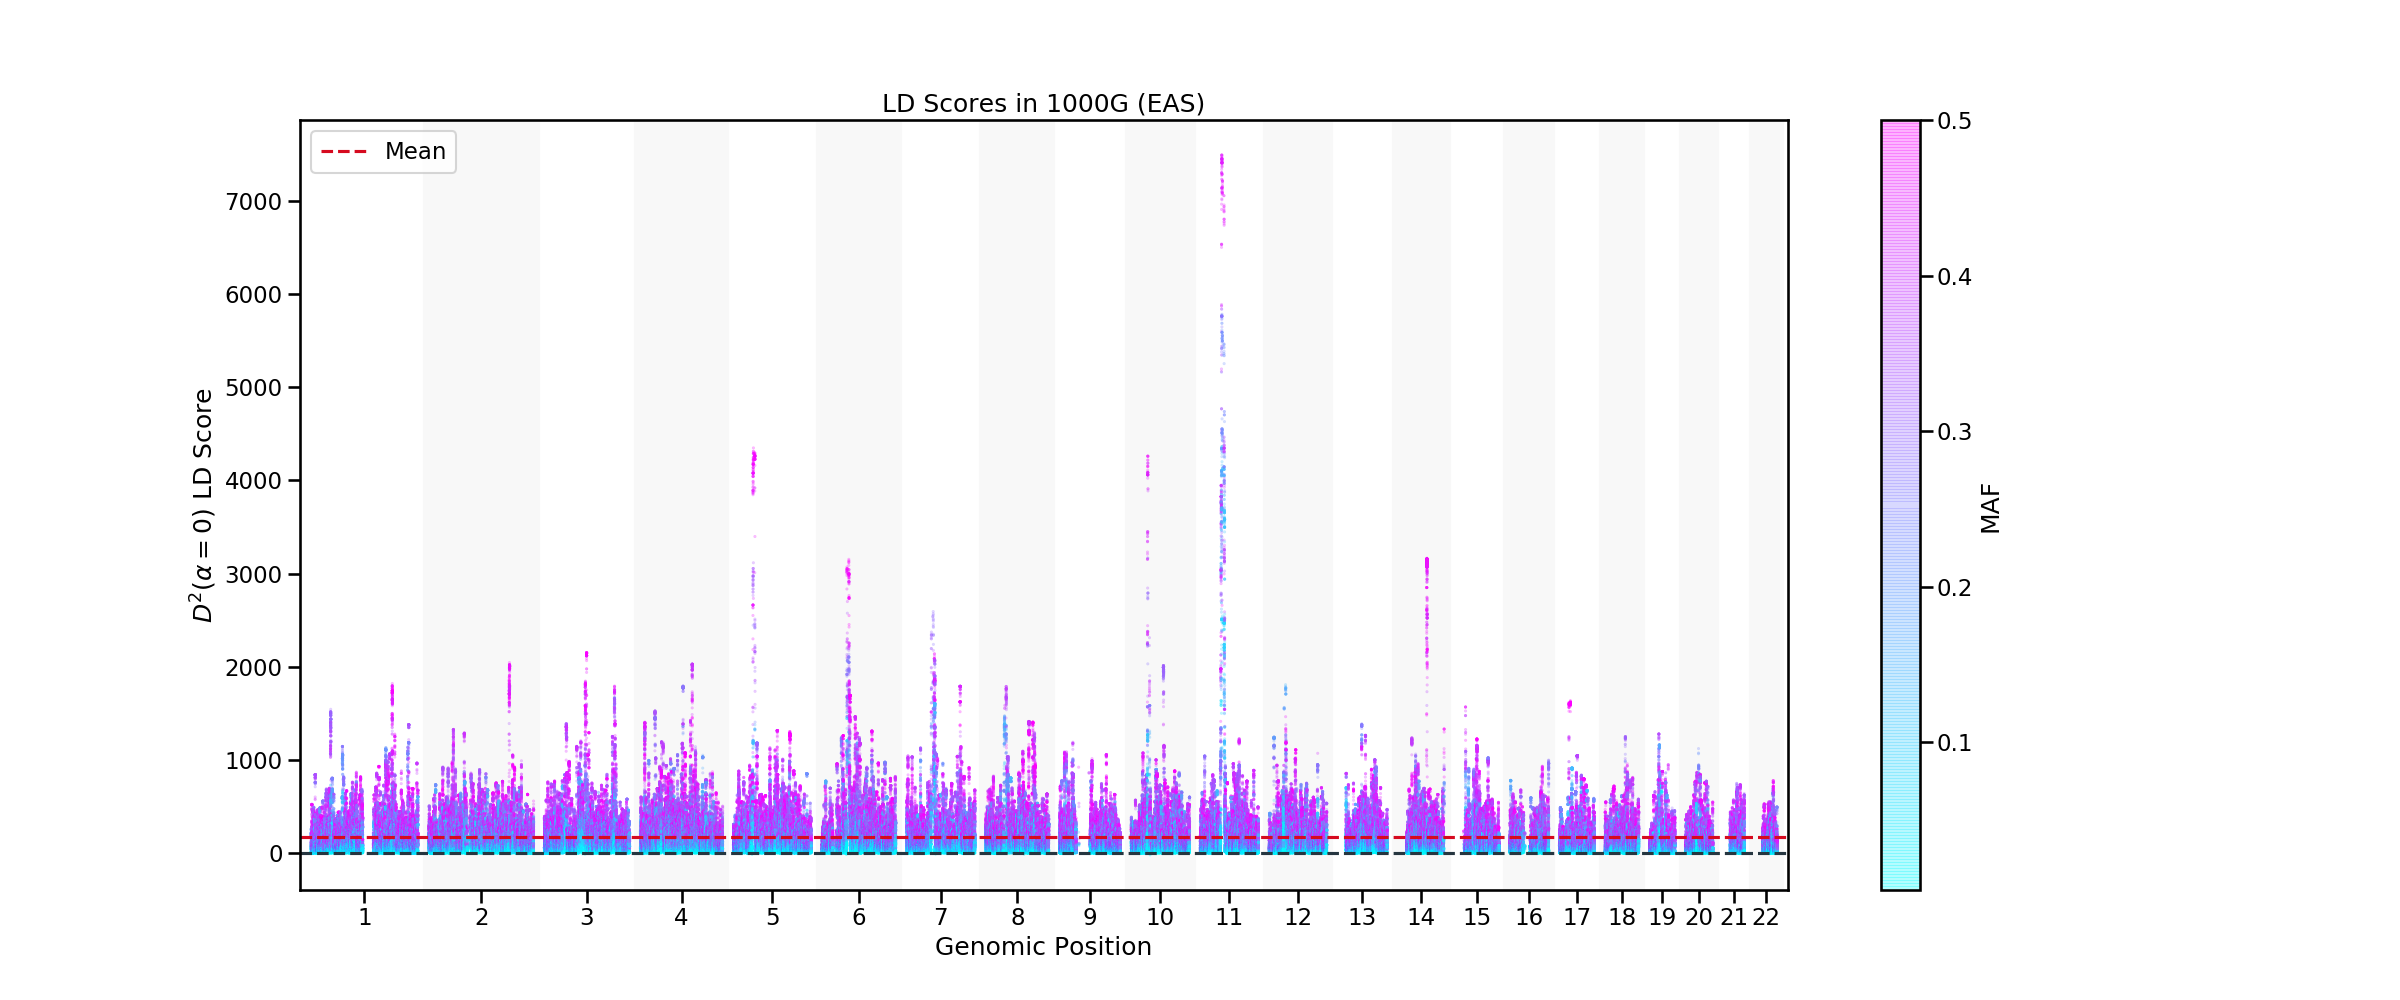 LD Scores in 1000G (EAS)
Mean
7000
6000
5000
4000
3000
2000
1000
0
D²(α = 0) LD Score
1 2 3 4 5 6 7 8 9 10 11 12 13 14 15 16 17 18 19 20 21 22
Genomic Position
0.5
0.4
0.3
0.2
0.1
MAF